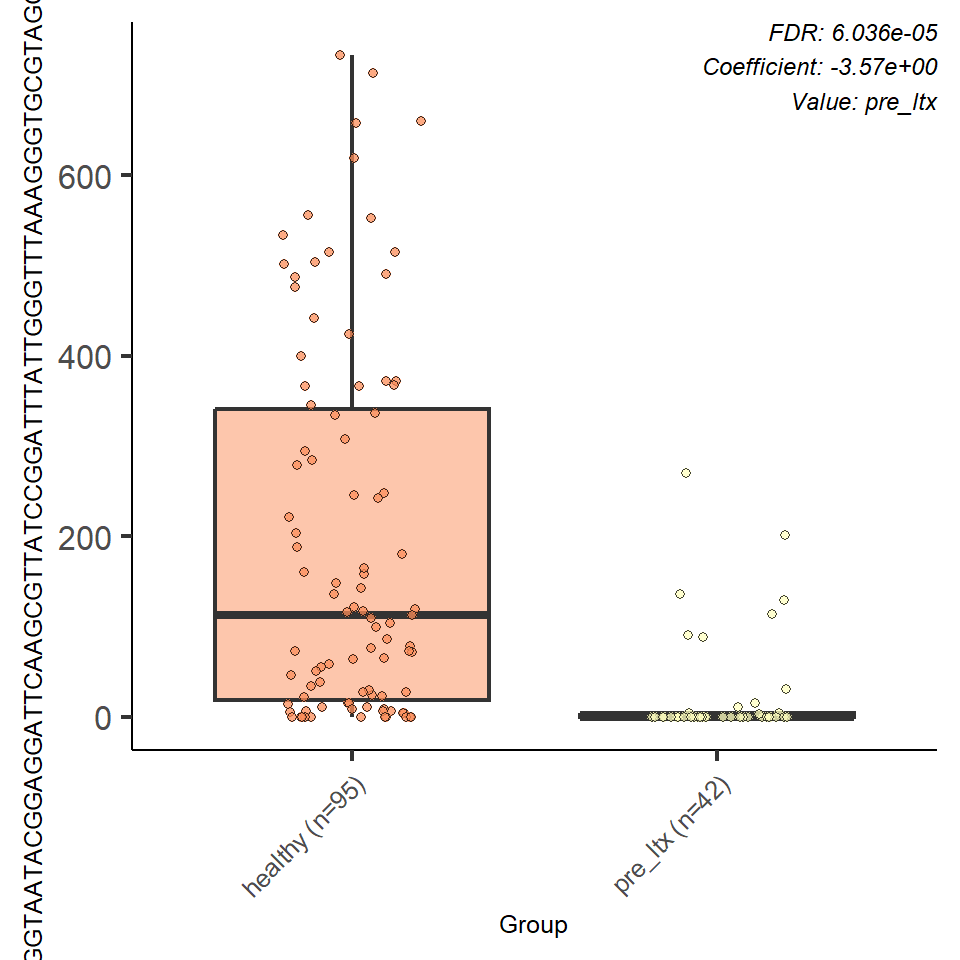 FDR: 6.036e-05
Coefficient: -3.57e+00
Value: pre_ltx
GGTAATACGGAGGATTCAAGCGTTATCCGGATTTATTGGGTTTAAAGGGTGCGTAG
600
400
200
0
healthy (n=95)
pre_ltx (n=42)
Group